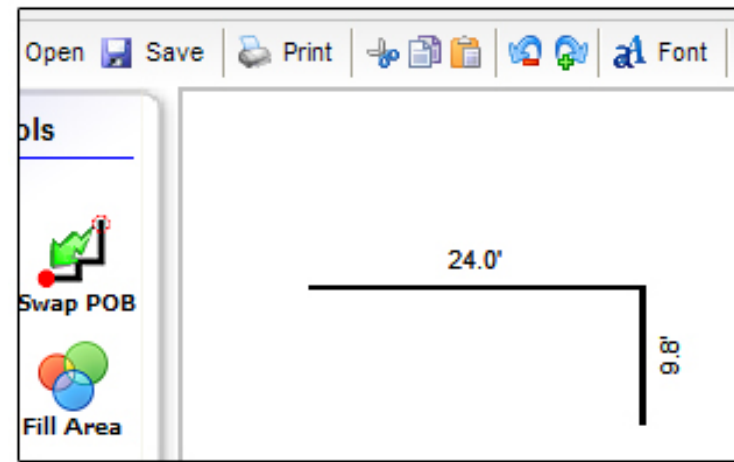 Open Save Print Font
ols
24.0'
Swap POB
9.8'
Fill Area